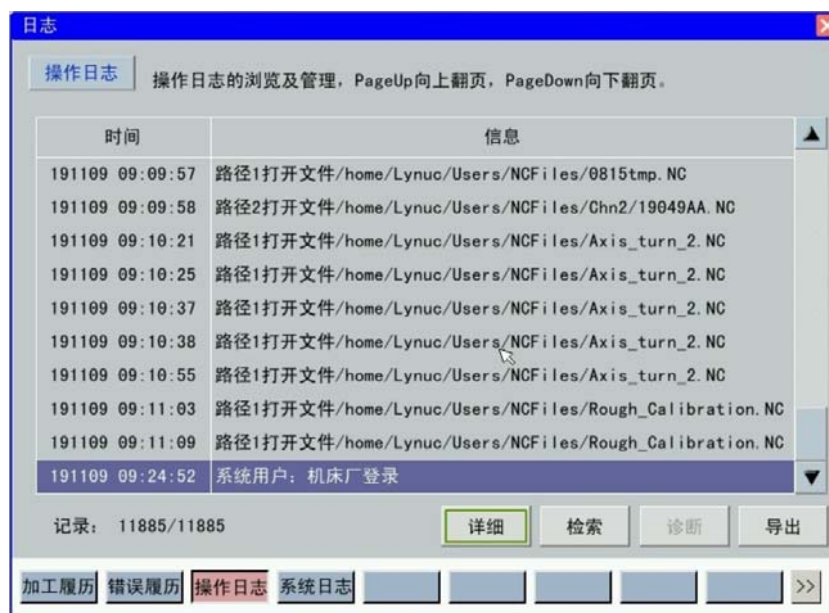 日志
操作日志 操作日志的浏览及管理，PageUp向上翻页，PageDown向下翻页。
时间 信息
191109 09:09:57 路径1打开文件/home/Lynuc/Users/NCFiles/0815tmp.NC
191109 09:09:58 路径2打开文件/home/Lynuc/Users/NCFiles/Chn2/19049AA.NC
191109 09:10:21 路径1打开文件/home/Lynuc/Users/NCFiles/Axis_turn_2.NC
191109 09:10:25 路径1打开文件/home/Lynuc/Users/NCFiles/Axis_turn_2.NC
191109 09:10:37 路径1打开文件/home/Lynuc/Users/NCFiles/Axis_turn_2.NC
191109 09:10:38 路径1打开文件/home/Lynuc/Users/NCFiles/Axis_turn_2.NC
191109 09:10:55 路径1打开文件/home/Lynuc/Users/NCFiles/Axis_turn_2.NC
191109 09:11:03 路径1打开文件/home/Lynuc/Users/NCFiles/Rough_Calibration.NC
191109 09:11:09 路径1打开文件/home/Lynuc/Users/NCFiles/Rough_Calibration.NC
191109 09:24:52 系统用户：机床厂登录
记录： 11885/11885 详细 检索 诊断 导出
加工履历 错误履历 操作日志 系统日志 >>